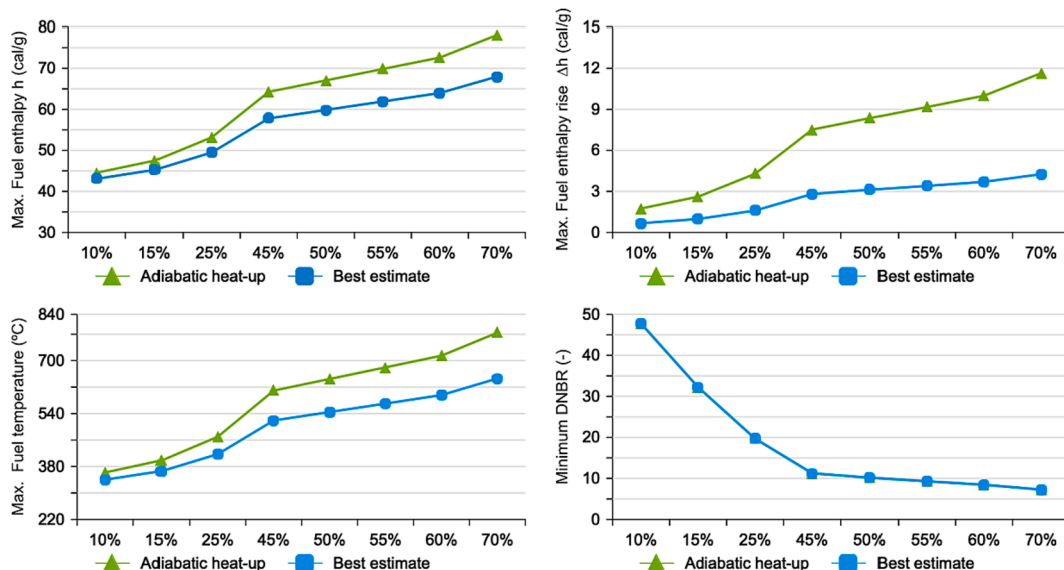 Max. Fuel enthalpy h (cal/g)
80
70
60
50
40
30
10% 15% 25% 45% 50% 55% 60% 70%
Adiabatic heat-up Best estimate
Max. Fuel enthalpy rise Δh (cal/g)
15
12
9
6
3
0
10% 15% 25% 45% 50% 55% 60% 70%
Adiabatic heat-up Best estimate
Max. Fuel temperature (ºC)
840
700
540
380
220
10% 15% 25% 45% 50% 55% 60% 70%
Adiabatic heat-up Best estimate
Minimum DNBR (-)
50
40
30
20
10
0
10% 15% 25% 45% 50% 55% 60% 70%
Adiabatic heat-up Best estimate